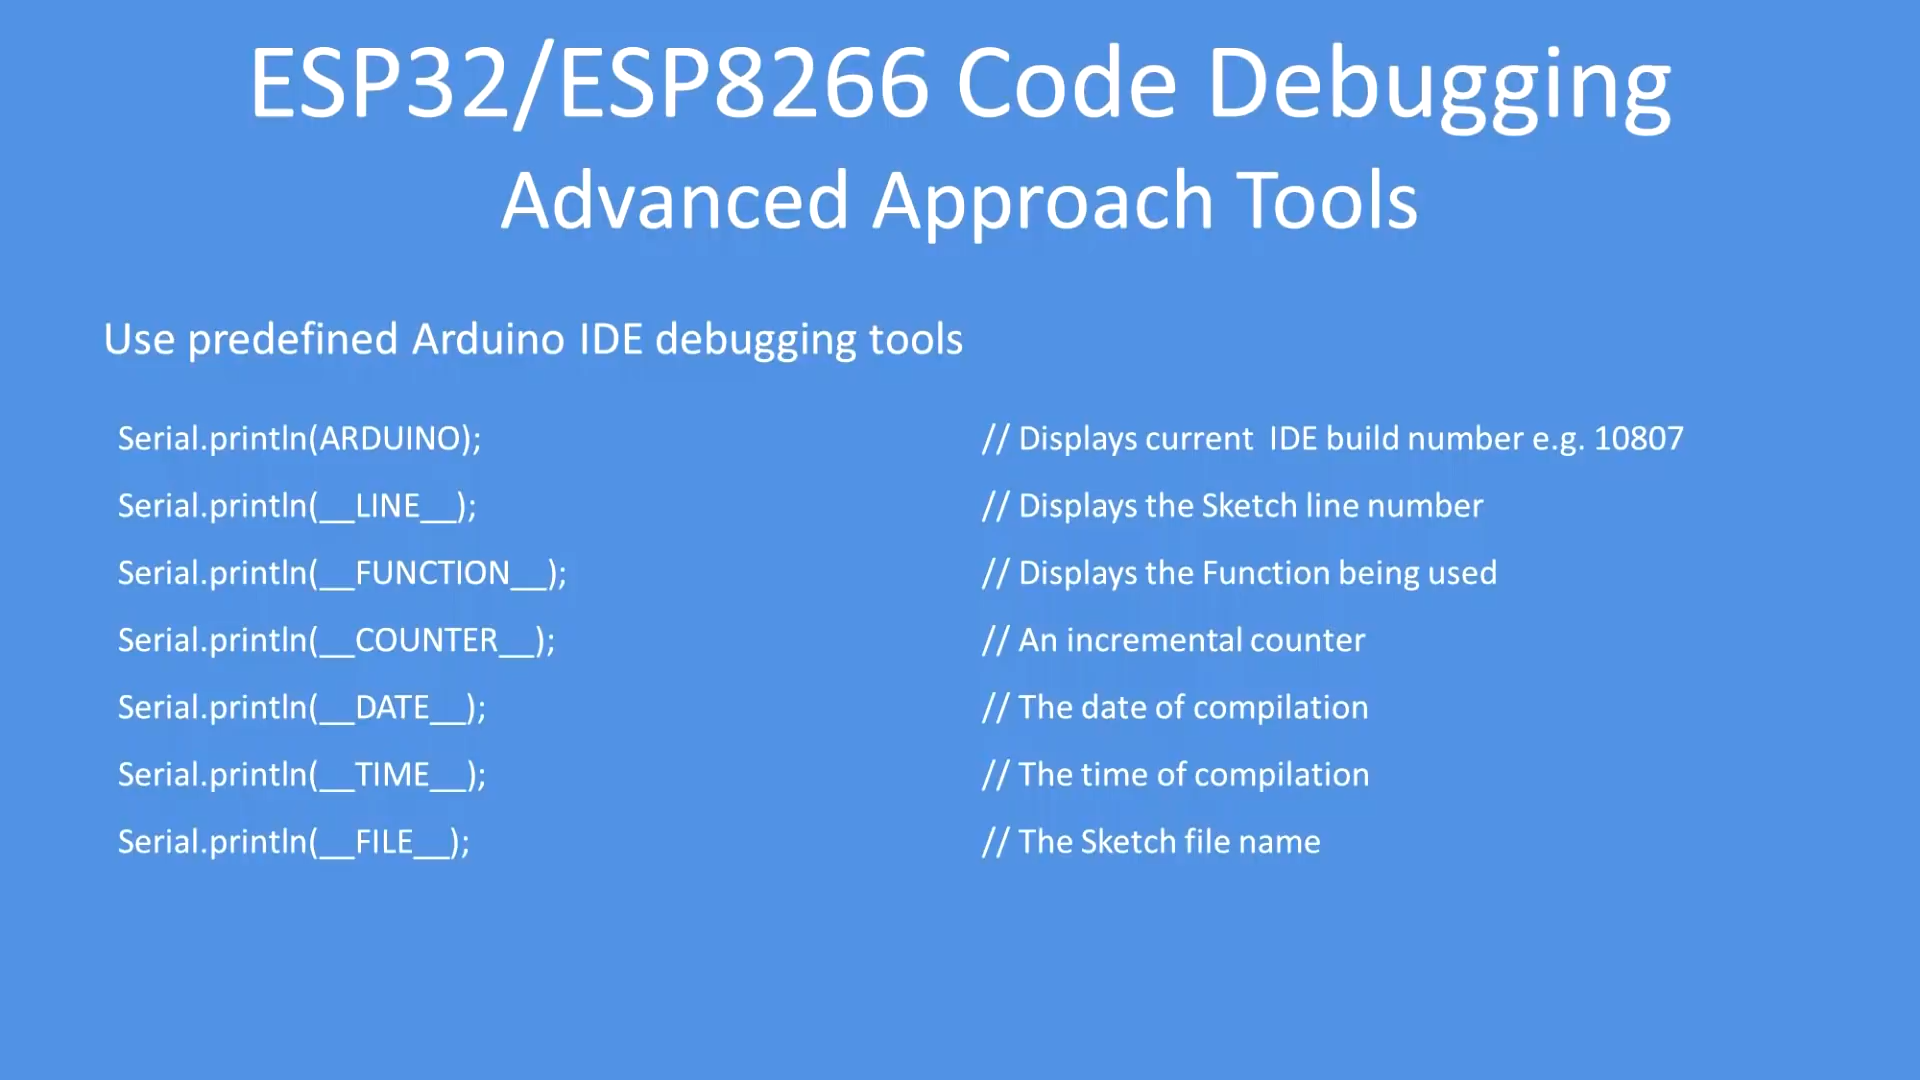 ESP32/ESP8266 Code Debugging
Advanced Approach Tools
Use predefined Arduino IDE debugging tools
Serial.println(ARDUINO); // Displays current  IDE build number e.g. 10807
Serial.println(__LINE__); // Displays the Sketch line number
Serial.println(__FUNCTION__); // Displays the Function being used
Serial.println(__COUNTER__); // An incremental counter
Serial.println(__DATE__); // The date of compilation
Serial.println(__TIME__); // The time of compilation
Serial.println(__FILE__); // The Sketch file name